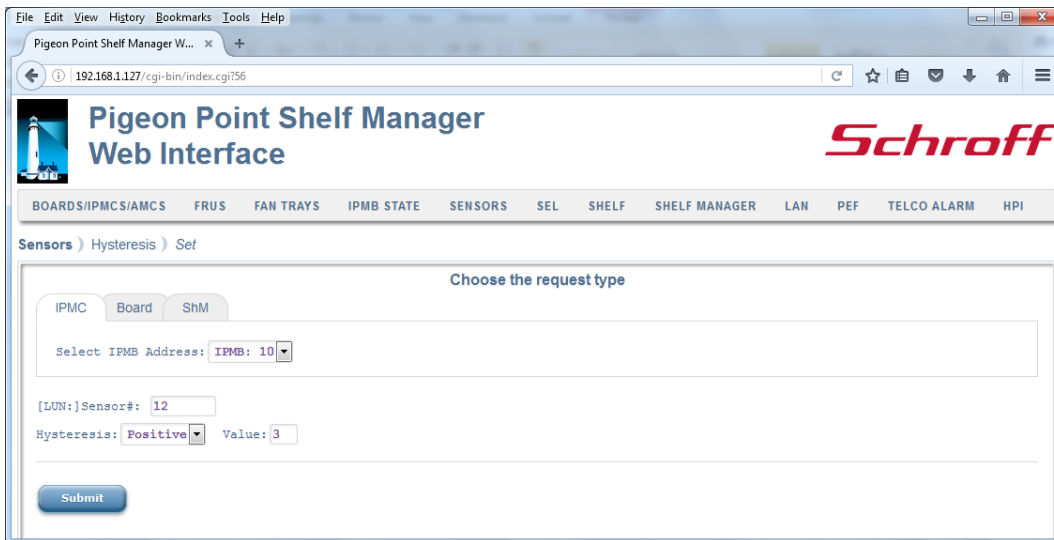 File Edit View History Bookmarks Tools Help
Pigeon Point Shelf Manager W... × +
192.168.1.127/cgi-bin/index.cgi?56
Pigeon Point Shelf Manager
Web Interface
Schroff
BOARDS/IPMCS/AMCS FRUS FAN TRAYS IPMB STATE SENSORS SEL SHELF SHELF MANAGER LAN PEF TELCO ALARM HPI
Sensors ) Hysteresis ) Set
Choose the request type
IPMC Board ShM
Select IPMB Address: IPMB: 10
[LUN:]Sensor#: 12
Hysteresis: Positive Value: 3
Submit